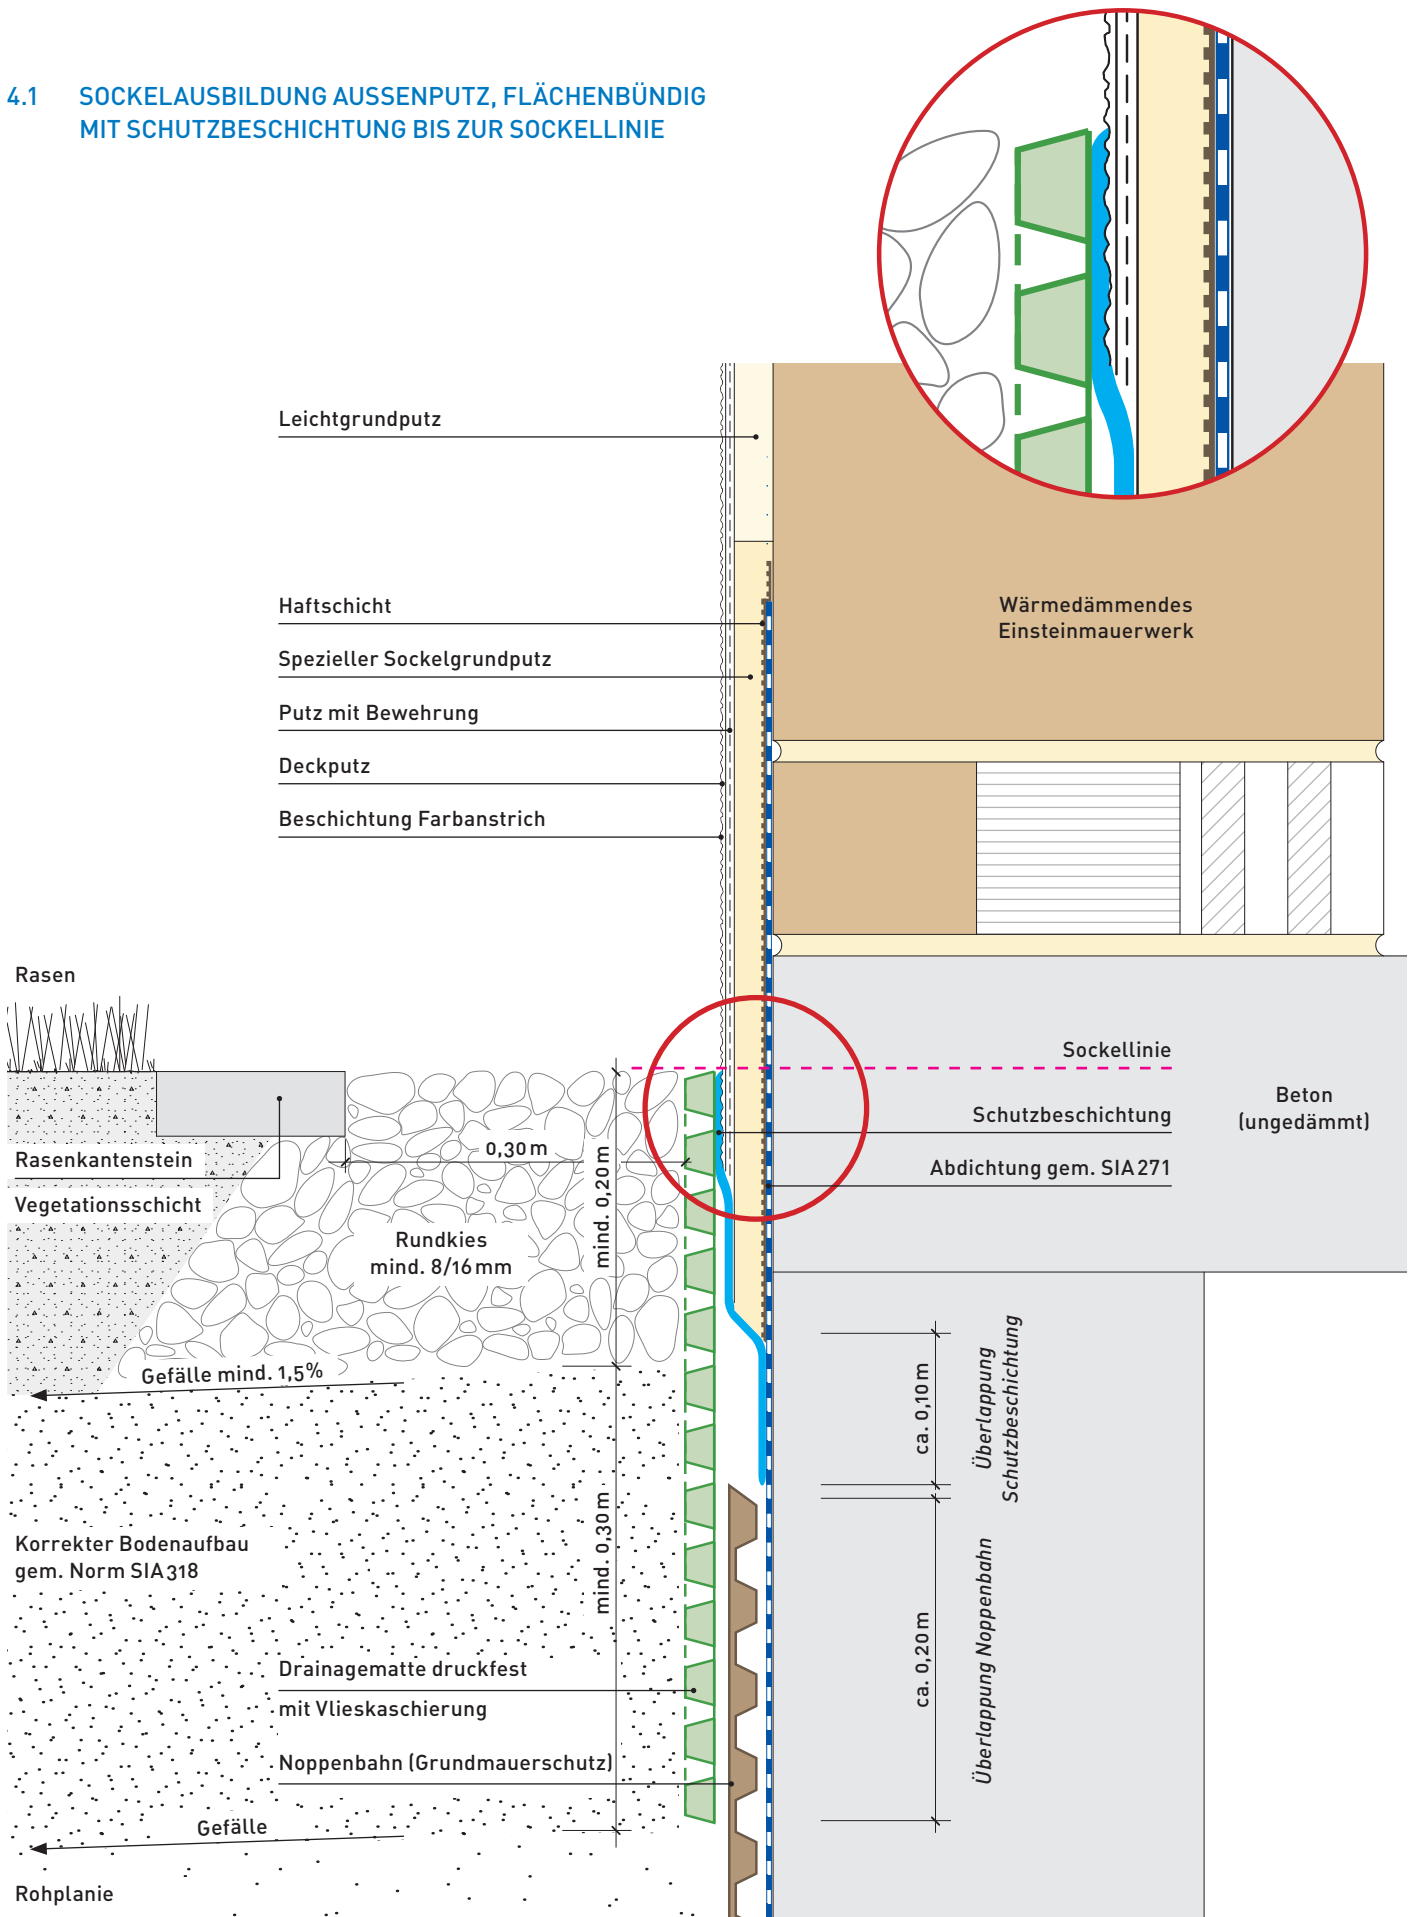 4.1 SOCKELAUSBILDUNG AUSSENPUTZ, FLÄCHENBÜNDIG
MIT SCHUTZBESCHICHTUNG BIS ZUR SOCKELLINIE
Leichtgrundputz
Haftschicht
Spezieller Sockelgrundputz
Putz mit Bewehrung
Deckputz
Beschichtung Farbanstrich
Wärmedämmendes
Einsteinmauerwerk
Rasen
Sockellinie
Beton
(ungedämmt)
Schutzbeschichtung
Abdichtung gem. SIA 271
Rasenkantenstein
Vegetationsschicht
0,30 m
mind. 0,20 m
Rundkies
mind. 8/16 mm
Gefälle mind. 1,5%
ca. 0,10 m
Überlappung
Schutzbeschichtung
mind. 0,30 m
Korrekter Bodenaufbau
gem. Norm SIA 318
ca. 0,20 m
Überlappung Noppenbahn
Drainagematte druckfest
mit Vlieskaschierung
Noppenbahn (Grundmauerschutz)
Gefälle
Rohplanie